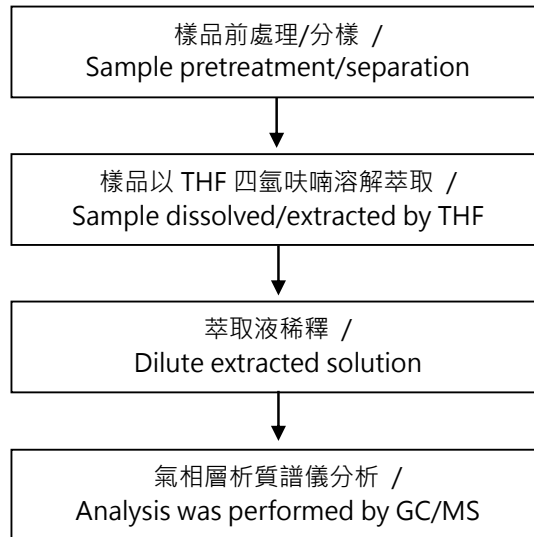 樣品前處理/分樣 /
Sample pretreatment/separation
樣品以 THF 四氫呋喃溶解萃取 /
Sample dissolved/extracted by THF
萃取液稀釋 /
Dilute extracted solution
氣相層析質譜儀分析 /
Analysis was performed by GC/MS